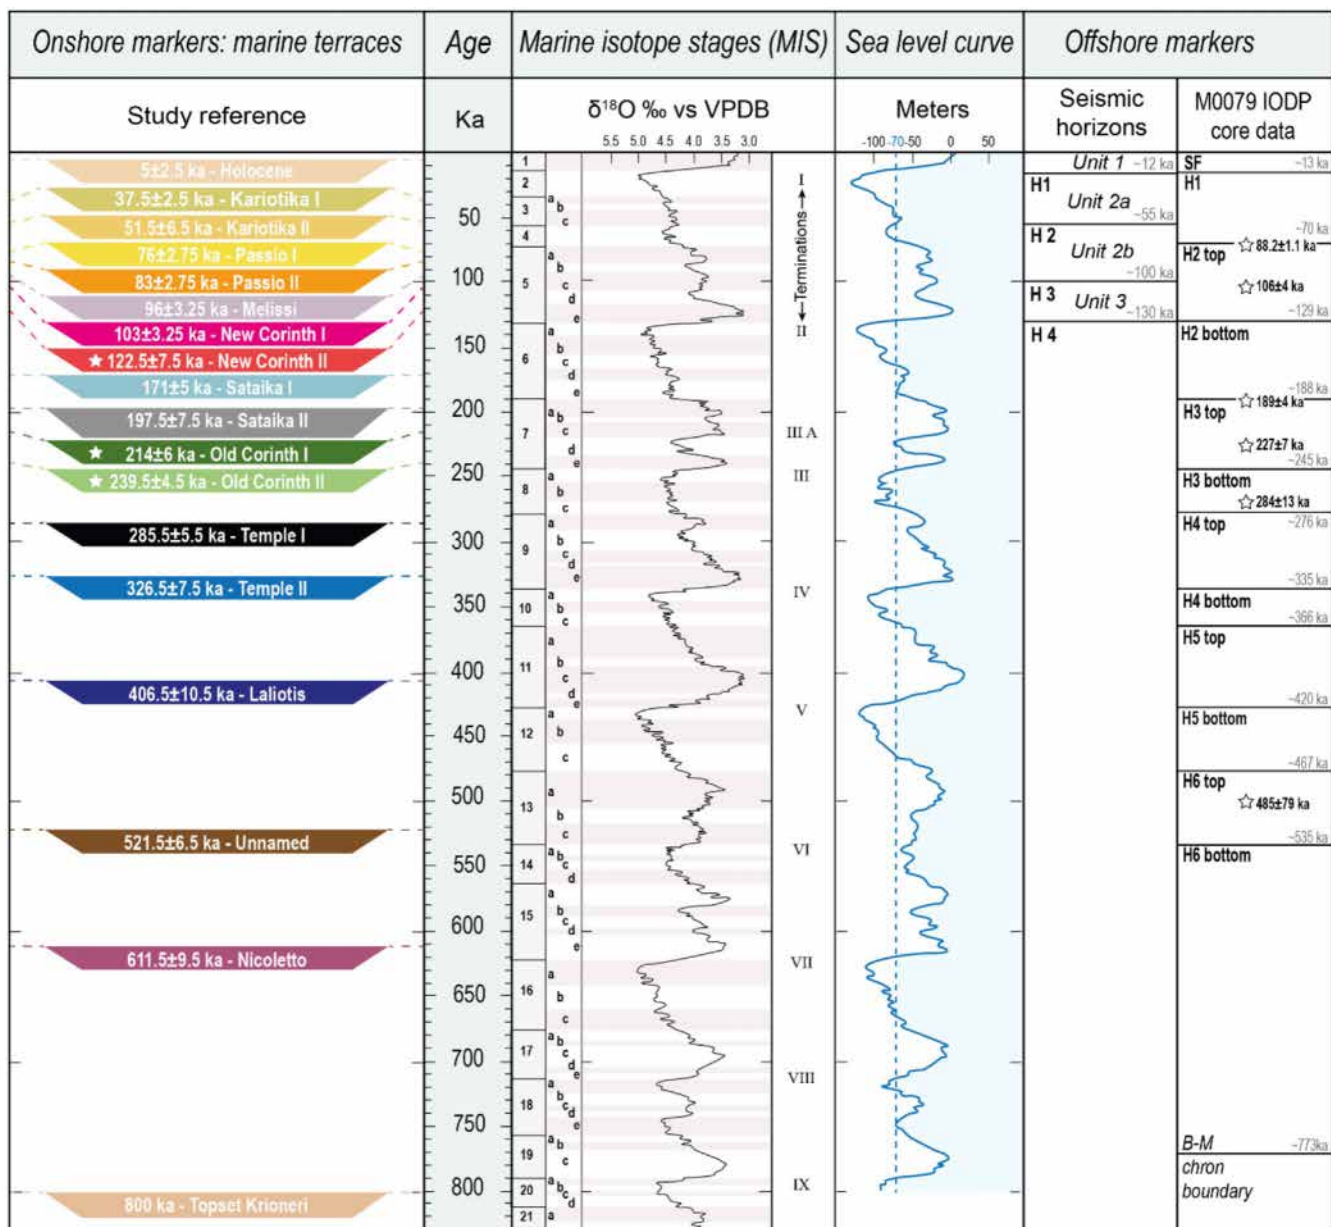 Onshore markers: marine terraces
Age
Marine isotope stages (MIS)
Sea level curve
Offshore markers
Study reference
Ka
δ¹⁸O ‰ vs VPDB
5.5 5.0 4.5 4.0 3.5 3.0
Meters
-100 -70 -50 0 50
Seismic
horizons
M0079 IODP
core data
5±2.5 ka - Holocene
37.5±2.5 ka - Kariotika I
51.5±6.5 ka - Kariotika II
76±2.75 ka - Passio I
83±2.75 ka - Passio II
96±3.25 ka - Melissi
103±3.25 ka - New Corinth I
★ 122.5±7.5 ka - New Corinth II
171±5 ka - Sataika I
197.5±7.5 ka - Sataika II
★ 214±6 ka - Old Corinth I
★ 239.5±4.5 ka - Old Corinth II
285.5±5.5 ka - Temple I
326.5±7.5 ka - Temple II
406.5±10.5 ka - Laliotis
521.5±6.5 ka - Unnamed
611.5±9.5 ka - Nicoletto
800 ka - Topset Krioneri
50
100
150
200
250
300
350
400
450
500
550
600
650
700
750
800
1
2
3 a b c
4
5 a b c d e
6 a b c d e
7 a b c d e
8 a b c
9 a b c d e
10 a b c
11 a b c d e
12 a b c
13 a b c
14 a b c d
15 a b c d e
16 a b c
17 a b c d e
18 a b c d e
19 a b c
20 a b c d
21 a
I
Terminations
II
III A
III
IV
V
VI
VII
VIII
IX
Unit 1 ~12 ka
H1
Unit 2a
~55 ka
H 2
Unit 2b
~100 ka
H 3
Unit 3
~130 ka
H 4
SF ~13 ka
H1
~70 ka
☆ 88.2±1.1 ka
H2 top
☆ 106±4 ka
~129 ka
H2 bottom
~188 ka
☆ 189±4 ka
H3 top
☆ 227±7 ka
~245 ka
H3 bottom
☆ 284±13 ka
H4 top ~276 ka
~335 ka
H4 bottom
~366 ka
H5 top
~420 ka
H5 bottom
~467 ka
H6 top
☆ 485±79 ka
~535 ka
H6 bottom
B-M ~773ka
chron
boundary